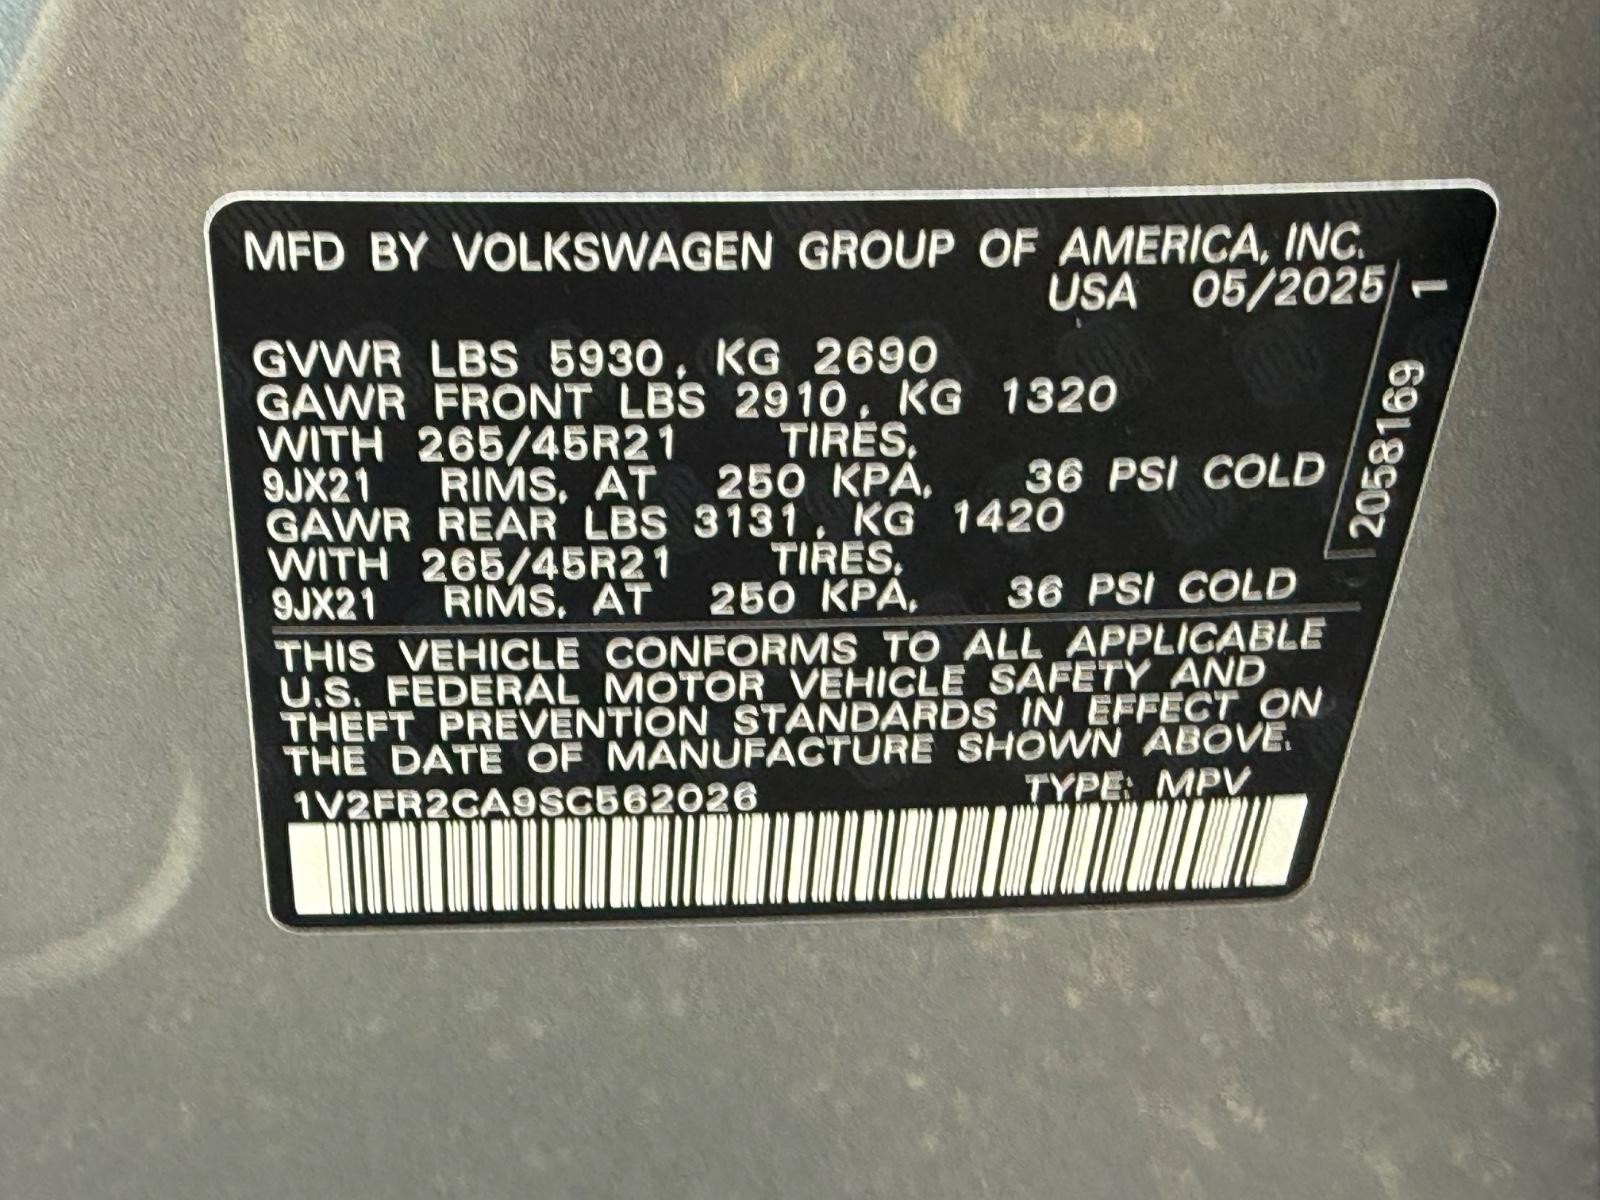 MFD BY VOLKSWAGEN GROUP OF AMERICA, INC.
USA 05/2025
GVWR LBS 5930, KG 2690
GAWR FRONT LBS 2910, KG 1320
WITH 265/45R21 TIRES,
9JX21 RIMS, AT 250 KPA, 36 PSI COLD
GAWR REAR LBS 3131, KG 1420
WITH 265/45R21 TIRES,
9JX21 RIMS, AT 250 KPA, 36 PSI COLD
THIS VEHICLE CONFORMS TO ALL APPLICABLE
U.S. FEDERAL MOTOR VEHICLE SAFETY AND
THEFT PREVENTION STANDARDS IN EFFECT ON
THE DATE OF MANUFACTURE SHOWN ABOVE.
1V2FR2CA9SC562026 TYPE: MPV
2058169 1